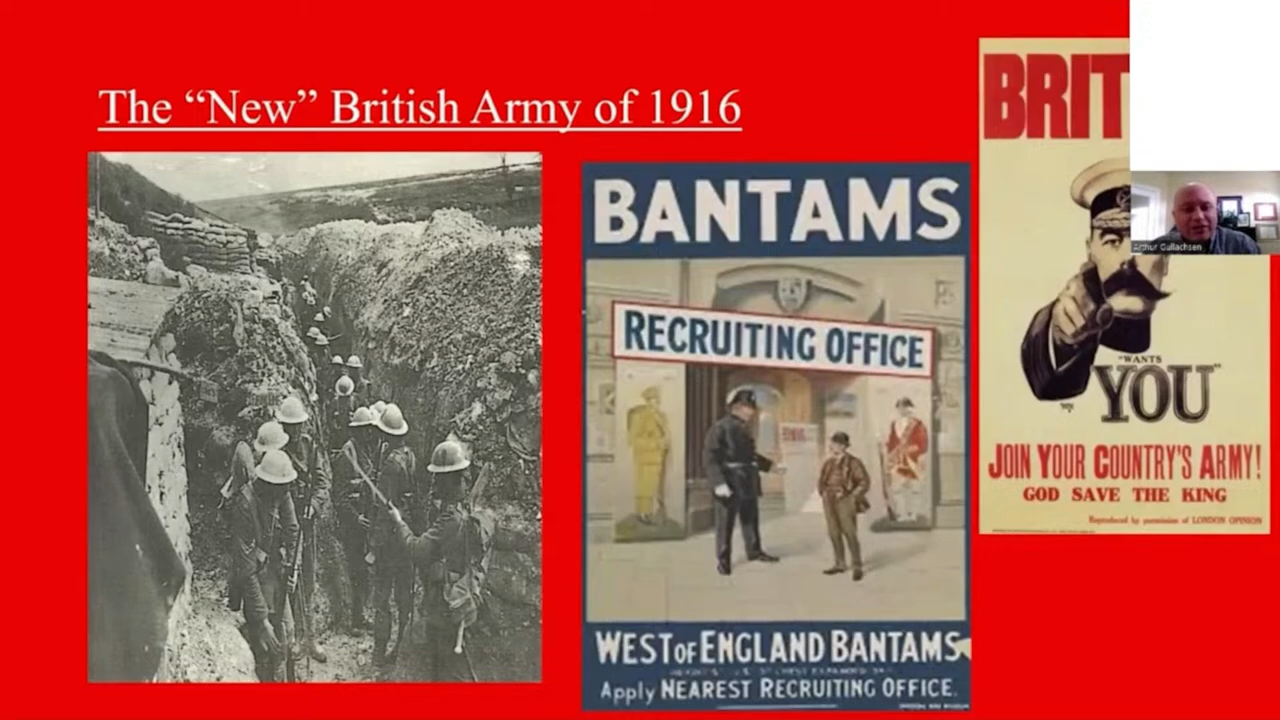 The “New” British Army of 1916
BANTAMS
RECRUITING OFFICE
WEST OF ENGLAND BANTAMS
Apply NEAREST RECRUITING OFFICE.
BRIT
"WANTS
YOU"
JOIN YOUR COUNTRY'S ARMY!
GOD SAVE THE KING
Reproduced by permission of LONDON OPINION
Arthur Gullachsen